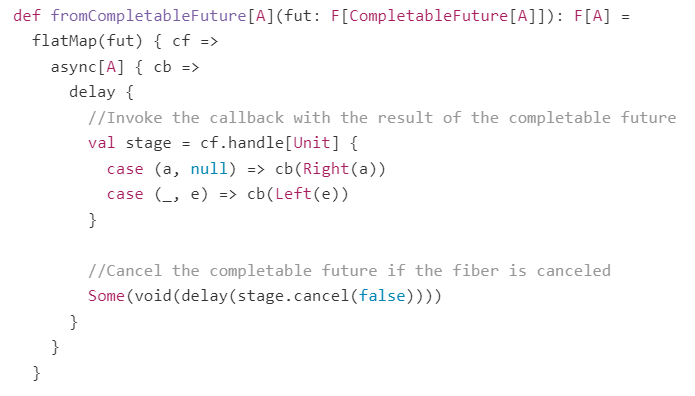 def fromCompletableFuture[A](fut: F[CompletableFuture[A]]): F[A] =
  flatMap(fut) { cf =>
    async[A] { cb =>
      delay {
        //Invoke the callback with the result of the completable future
        val stage = cf.handle[Unit] {
          case (a, null) => cb(Right(a))
          case (_, e) => cb(Left(e))
        }

        //Cancel the completable future if the fiber is canceled
        Some(void(delay(stage.cancel(false))))
      }
    }
  }